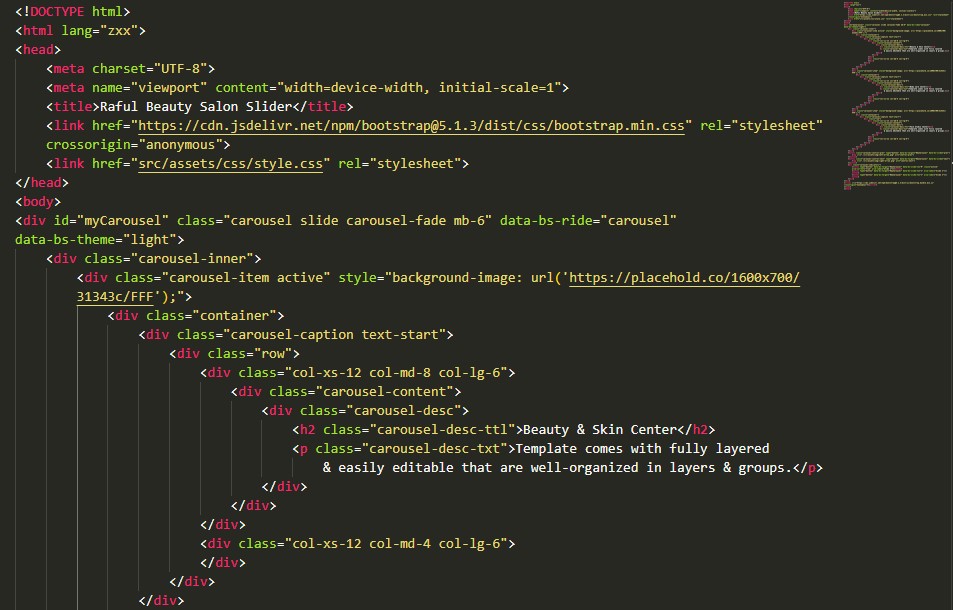 <!DOCTYPE html>
<html lang="zxx">
<head>
<meta charset="UTF-8">
<meta name="viewport" content="width=device-width, initial-scale=1">
<title>Raful Beauty Salon Slider</title>
<link href="https://cdn.jsdelivr.net/npm/bootstrap@5.1.3/dist/css/bootstrap.min.css" rel="stylesheet"
crossorigin="anonymous">
<link href="src/assets/css/style.css" rel="stylesheet">
</head>
<body>
<div id="myCarousel" class="carousel slide carousel-fade mb-6" data-bs-ride="carousel"
data-bs-theme="light">
<div class="carousel-inner">
<div class="carousel-item active" style="background-image: url('https://placehold.co/1600x700/
31343c/FFF');">
<div class="container">
<div class="carousel-caption text-start">
<div class="row">
<div class="col-xs-12 col-md-8 col-lg-6">
<div class="carousel-content">
<div class="carousel-desc">
<h2 class="carousel-desc-ttl">Beauty & Skin Center</h2>
<p class="carousel-desc-txt">Template comes with fully layered
& easily editable that are well-organized in layers & groups.</p>
</div>
</div>
</div>
<div class="col-xs-12 col-md-4 col-lg-6">
</div>
</div>
</div>